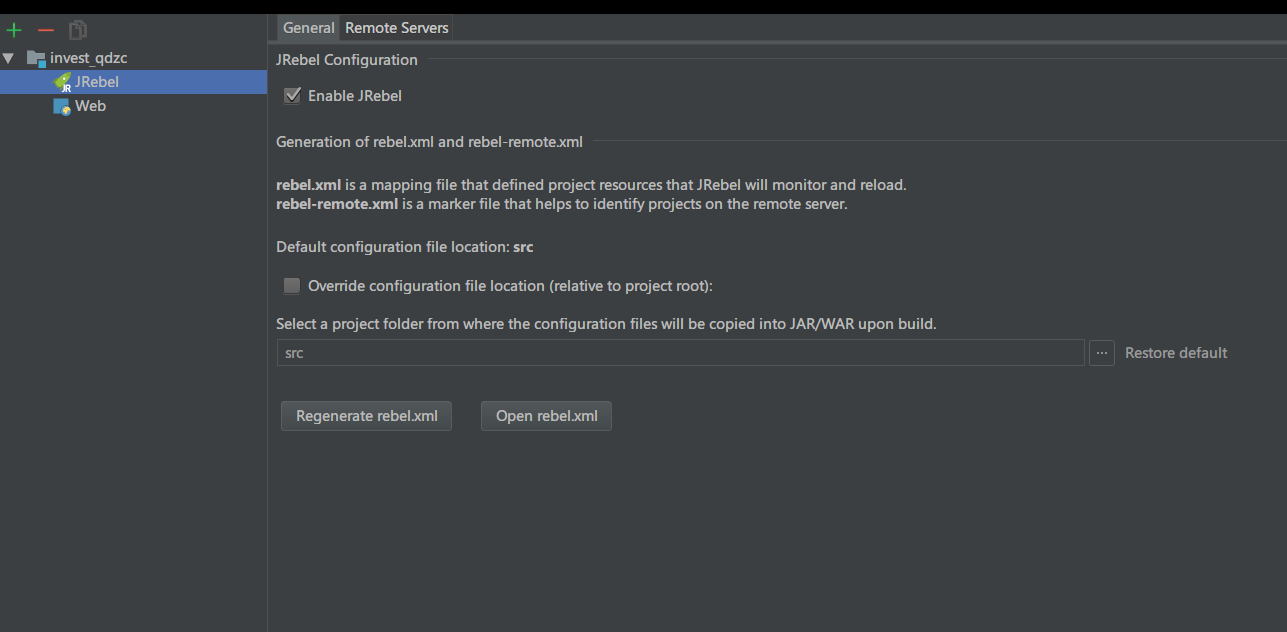 General Remote Servers
invest_qdzc
JRebel
Web
JRebel Configuration
Enable JRebel
Generation of rebel.xml and rebel-remote.xml
rebel.xml is a mapping file that defined project resources that JRebel will monitor and reload.
rebel-remote.xml is a marker file that helps to identify projects on the remote server.
Default configuration file location: src
Override configuration file location (relative to project root):
Select a project folder from where the configuration files will be copied into JAR/WAR upon build.
src ... Restore default
Regenerate rebel.xml Open rebel.xml